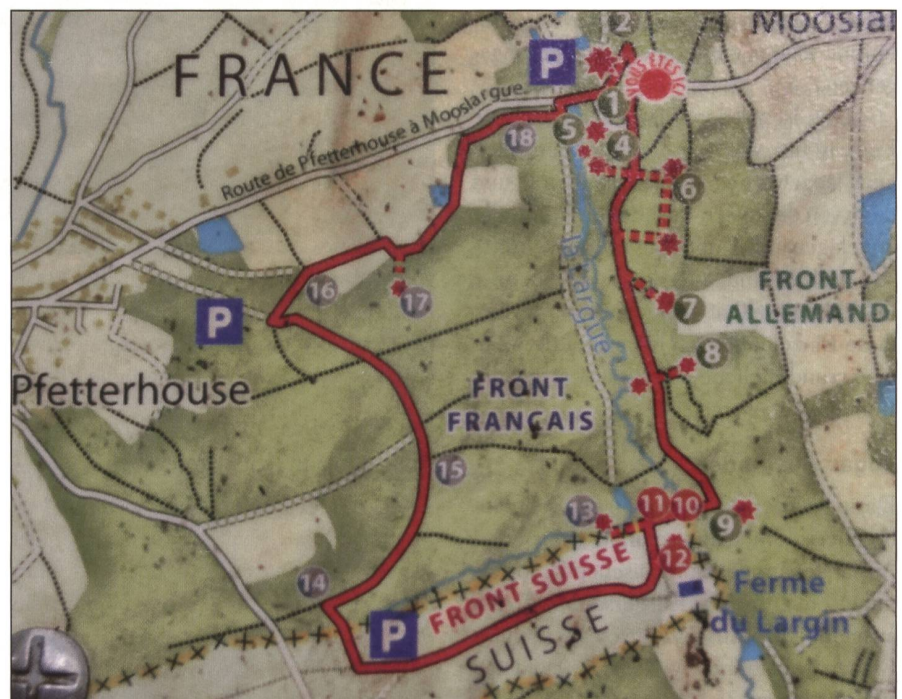 2
Mooslar
P
FRANCE
VOUS ÊTES ICI
1
Route de Pfetterhouse à Mooslargue
18
5
4
6
la Largue
16
17
FRONT
ALLEMAND
7
P
8
Pfetterhouse
FRONT
FRANÇAIS
15
13
11
10
9
12
14
FRONT SUISSE
Ferme
du Largin
P
SUISSE